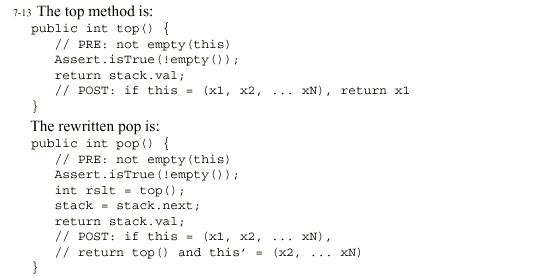 7-13 The top method is:
public int top() {
// PRE: not empty(this)
Assert.isTrue(!empty());
return stack.val;
// POST: if this = (x1, x2, ... xN), return x1
}
The rewritten pop is:
public int pop() {
// PRE: not empty(this)
Assert.isTrue(!empty());
int rslt = top();
stack = stack.next;
return stack.val;
// POST: if this = (x1, x2, ... xN),
// return top() and this’ = (x2, ... xN)
}